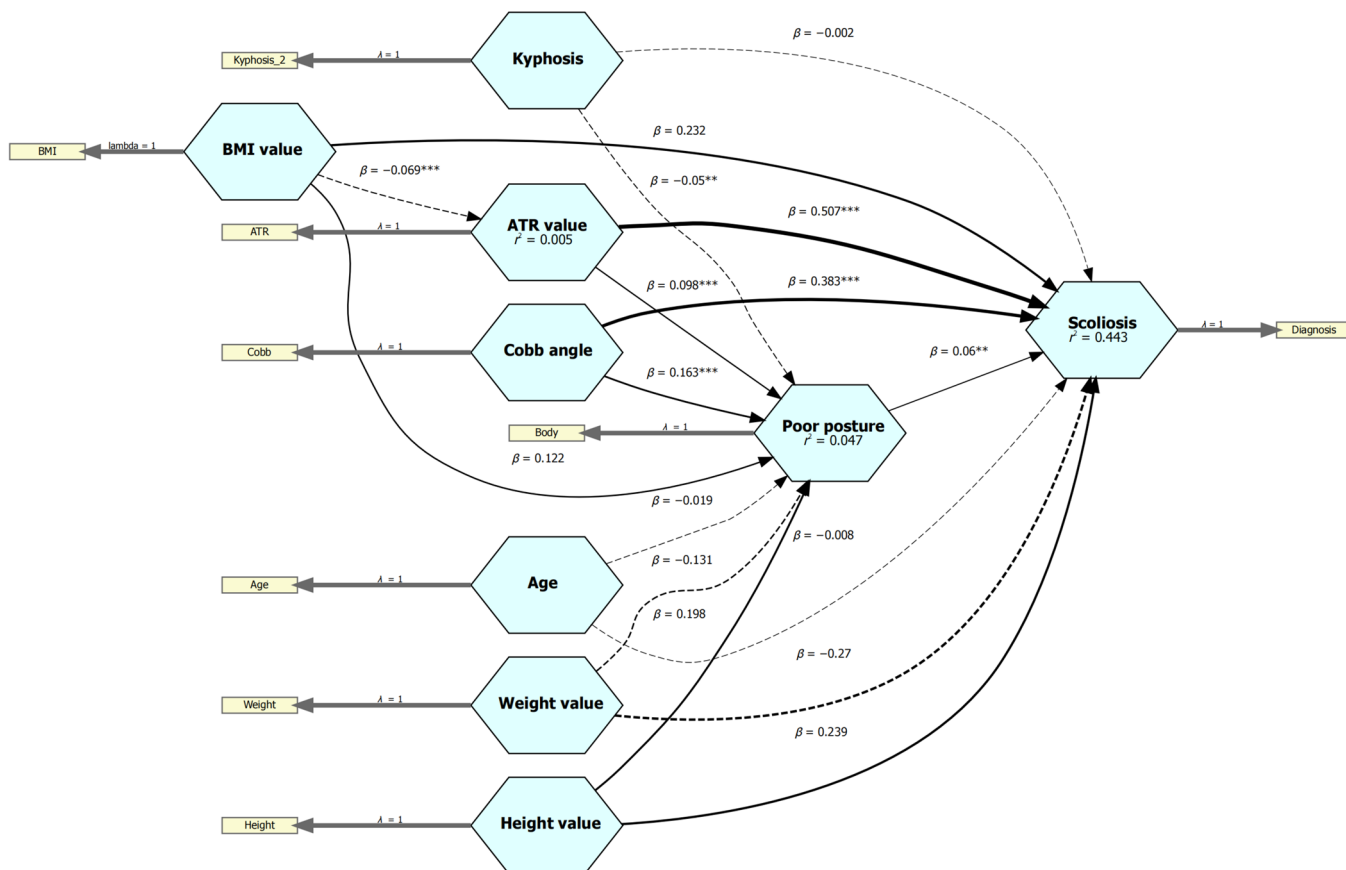 β = −0.002
Kyphosis
Kyphosis_2
λ = 1
β = 0.232
BMI
lambda = 1
BMI value
β = −0.069***
β = −0.05**
ATR
λ = 1
ATR value
r² = 0.005
β = 0.507***
β = 0.098***
β = 0.383***
Scoliosis
r² = 0.443
λ = 1
Diagnosis
Cobb
λ = 1
Cobb angle
β = 0.06**
β = 0.163***
Body
λ = 1
Poor posture
r² = 0.047
β = 0.122
β = −0.019
β = −0.008
β = −0.131
Age
λ = 1
Age
β = 0.198
β = −0.27
Weight
λ = 1
Weight value
β = 0.239
Height
λ = 1
Height value